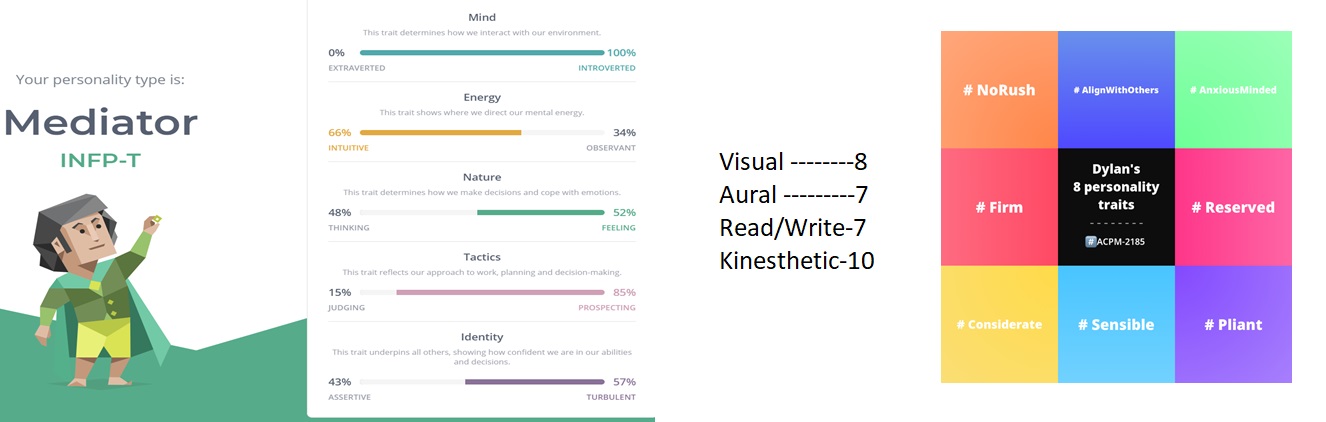 Your personality type is:
Mediator
INFP-T
Mind
This trait determines how we interact with our environment.
0% 100%
EXTRAVERTED INTROVERTED
Energy
This trait shows where we direct our mental energy.
66% 34%
INTUITIVE OBSERVANT
Nature
This trait determines how we make decisions and cope with emotions.
48% 52%
THINKING FEELING
Tactics
This trait reflects our approach to work, planning and decision-making.
15% 85%
JUDGING PROSPECTING
Identity
This trait underpins all others, showing how confident we are in our abilities
and decisions.
43% 57%
ASSERTIVE TURBULENT
Visual --------8
Aural ---------7
Read/Write-7
Kinesthetic-10
# NoRush # AlignWithOthers # AnxiousMinded
# Firm
Dylan's
8 personality
traits
--------
#ACPM-2185
# Reserved
# Considerate # Sensible # Pliant